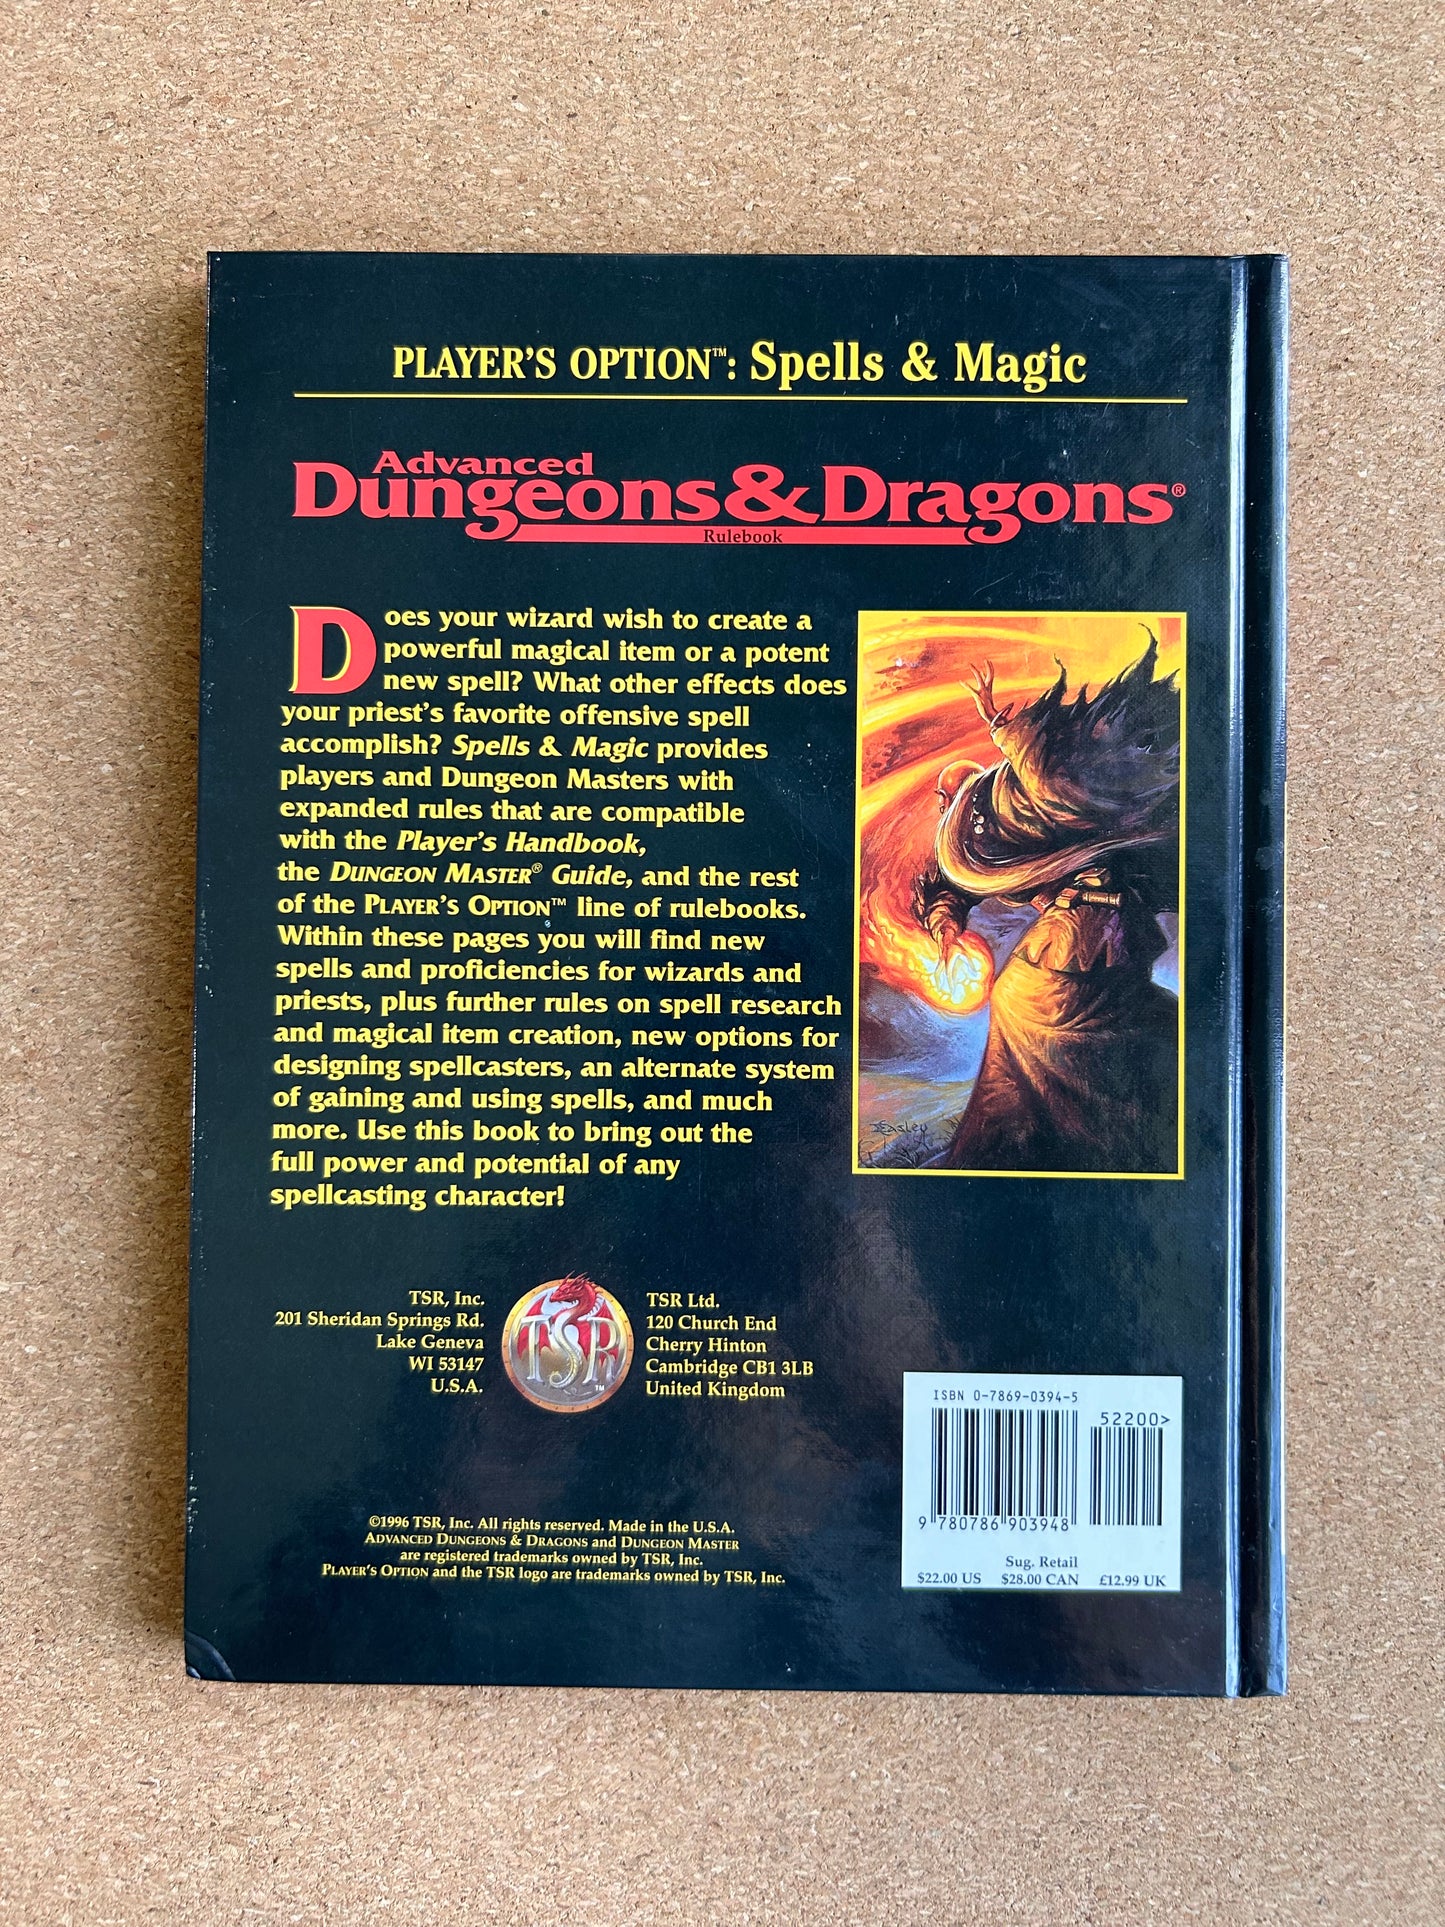 PLAYER'S OPTION™: Spells & Magic
Advanced
Dungeons & Dragons®
Rulebook
Does your wizard wish to create a
powerful magical item or a potent
new spell? What other effects does
your priest's favorite offensive spell
accomplish? Spells & Magic provides
players and Dungeon Masters with
expanded rules that are compatible
with the Player's Handbook,
the DUNGEON MASTER® Guide, and the rest
of the PLAYER'S OPTION™ line of rulebooks.
Within these pages you will find new
spells and proficiencies for wizards and
priests, plus further rules on spell research
and magical item creation, new options for
designing spellcasters, an alternate system
of gaining and using spells, and much
more. Use this book to bring out the
full power and potential of any
spellcasting character!
Easley
TSR, Inc.
201 Sheridan Springs Rd.
Lake Geneva
WI 53147
U.S.A.
TSR™
TSR Ltd.
120 Church End
Cherry Hinton
Cambridge CB1 3LB
United Kingdom
©1996 TSR, Inc. All rights reserved. Made in the U.S.A.
ADVANCED DUNGEONS & DRAGONS and DUNGEON MASTER
are registered trademarks owned by TSR, Inc.
PLAYER'S OPTION and the TSR logo are trademarks owned by TSR, Inc.
ISBN 0-7869-0394-5
52200>
9 780786 903948
Sug. Retail
$22.00 US $28.00 CAN £12.99 UK